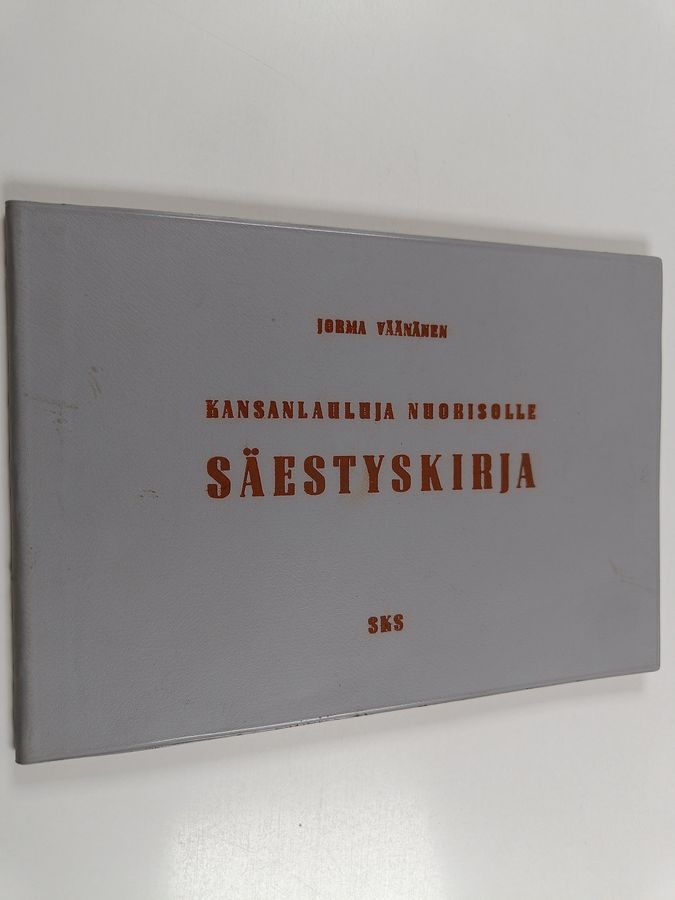 JORMA VÄÄNÄNEN
KANSANLAULUJA NUORISOLLE
SÄESTYSKIRJA
SKS